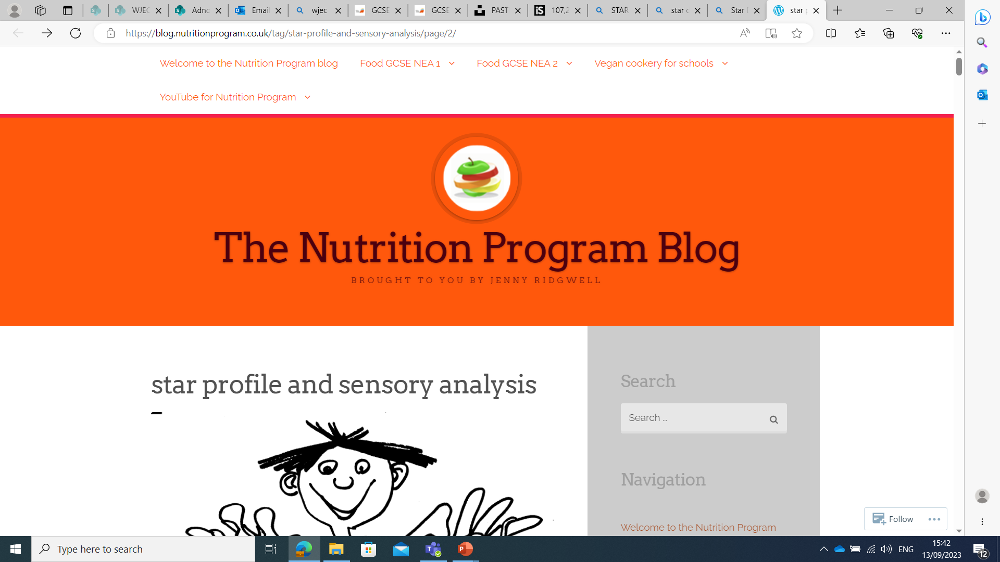 WJEC
Adno
Email
wjec
GCSE
GCSE
PAST
107,2
STAR
star c
Star D
star p
https://blog.nutritionprogram.co.uk/tag/star-profile-and-sensory-analysis/page/2/
Welcome to the Nutrition Program blog
Food GCSE NEA 1
Food GCSE NEA 2
Vegan cookery for schools
YouTube for Nutrition Program
The Nutrition Program Blog
BROUGHT TO YOU BY JENNY RIDGWELL
star profile and sensory analysis
Search
Search …
Navigation
Welcome to the Nutrition Program
Follow
Type here to search
ENG
15:42
13/09/2023
12